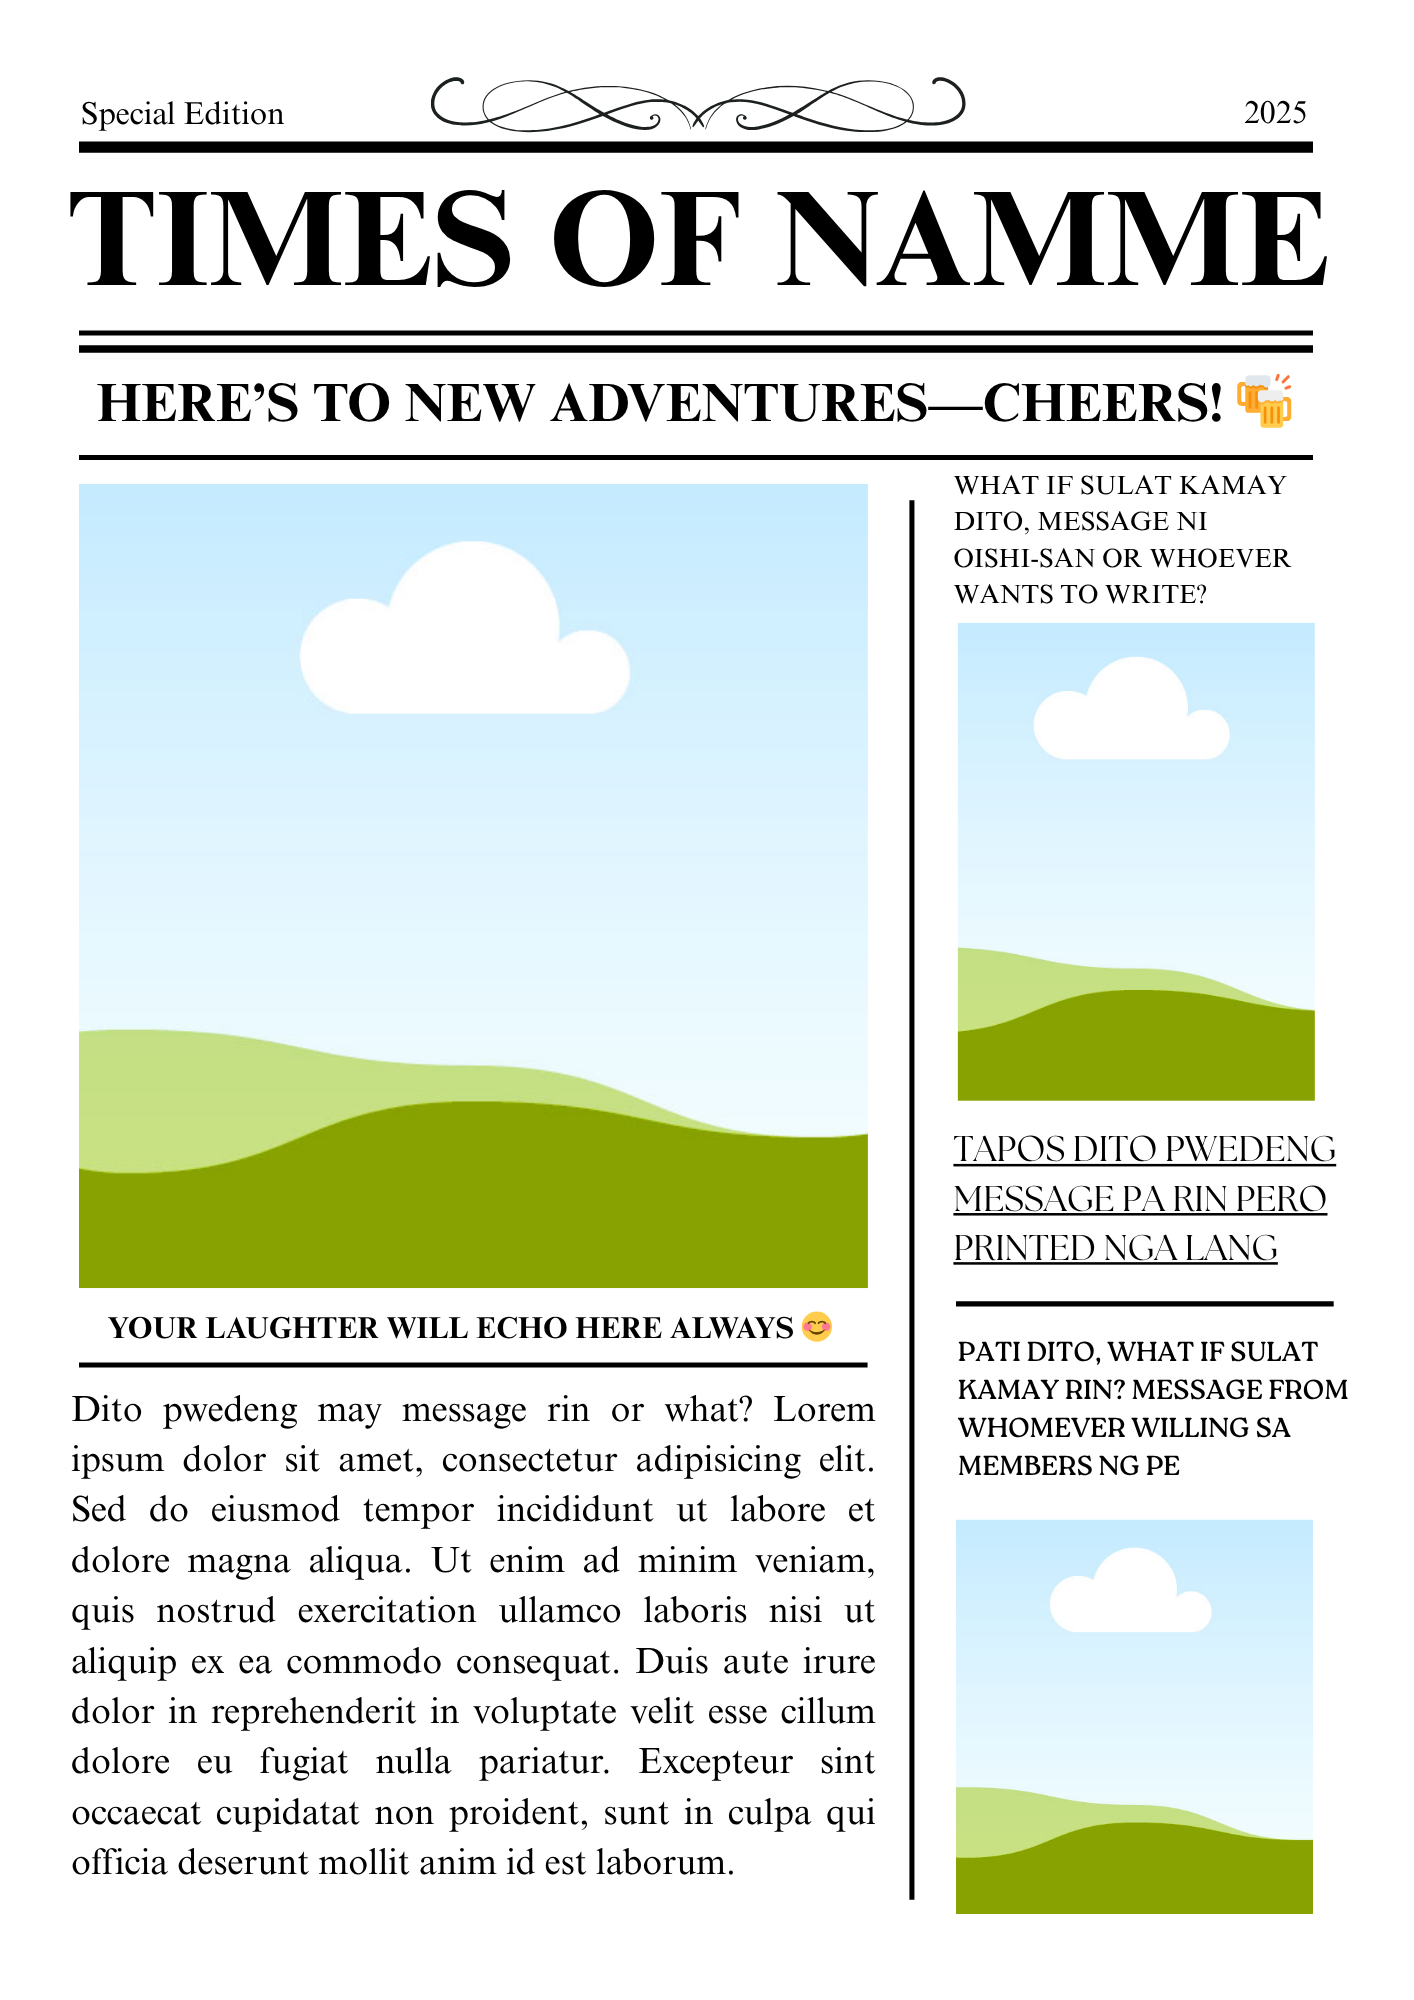 Special Edition
2025
TIMES OF NAMME
HERE’S TO NEW ADVENTURES—CHEERS! 🍻
WHAT IF SULAT KAMAY
DITO, MESSAGE NI
OISHI-SAN OR WHOEVER
WANTS TO WRITE?
TAPOS DITO PWEDENG
MESSAGE PA RIN PERO
PRINTED NGA LANG
PATI DITO, WHAT IF SULAT
KAMAY RIN? MESSAGE FROM
WHOMEVER WILLING SA
MEMBERS NG PE
YOUR LAUGHTER WILL ECHO HERE ALWAYS 😊
Dito pwedeng may message rin or what? Lorem
ipsum dolor sit amet, consectetur adipisicing elit.
Sed do eiusmod tempor incididunt ut labore et
dolore magna aliqua. Ut enim ad minim veniam,
quis nostrud exercitation ullamco laboris nisi ut
aliquip ex ea commodo consequat. Duis aute irure
dolor in reprehenderit in voluptate velit esse cillum
dolore eu fugiat nulla pariatur. Excepteur sint
occaecat cupidatat non proident, sunt in culpa qui
officia deserunt mollit anim id est laborum.